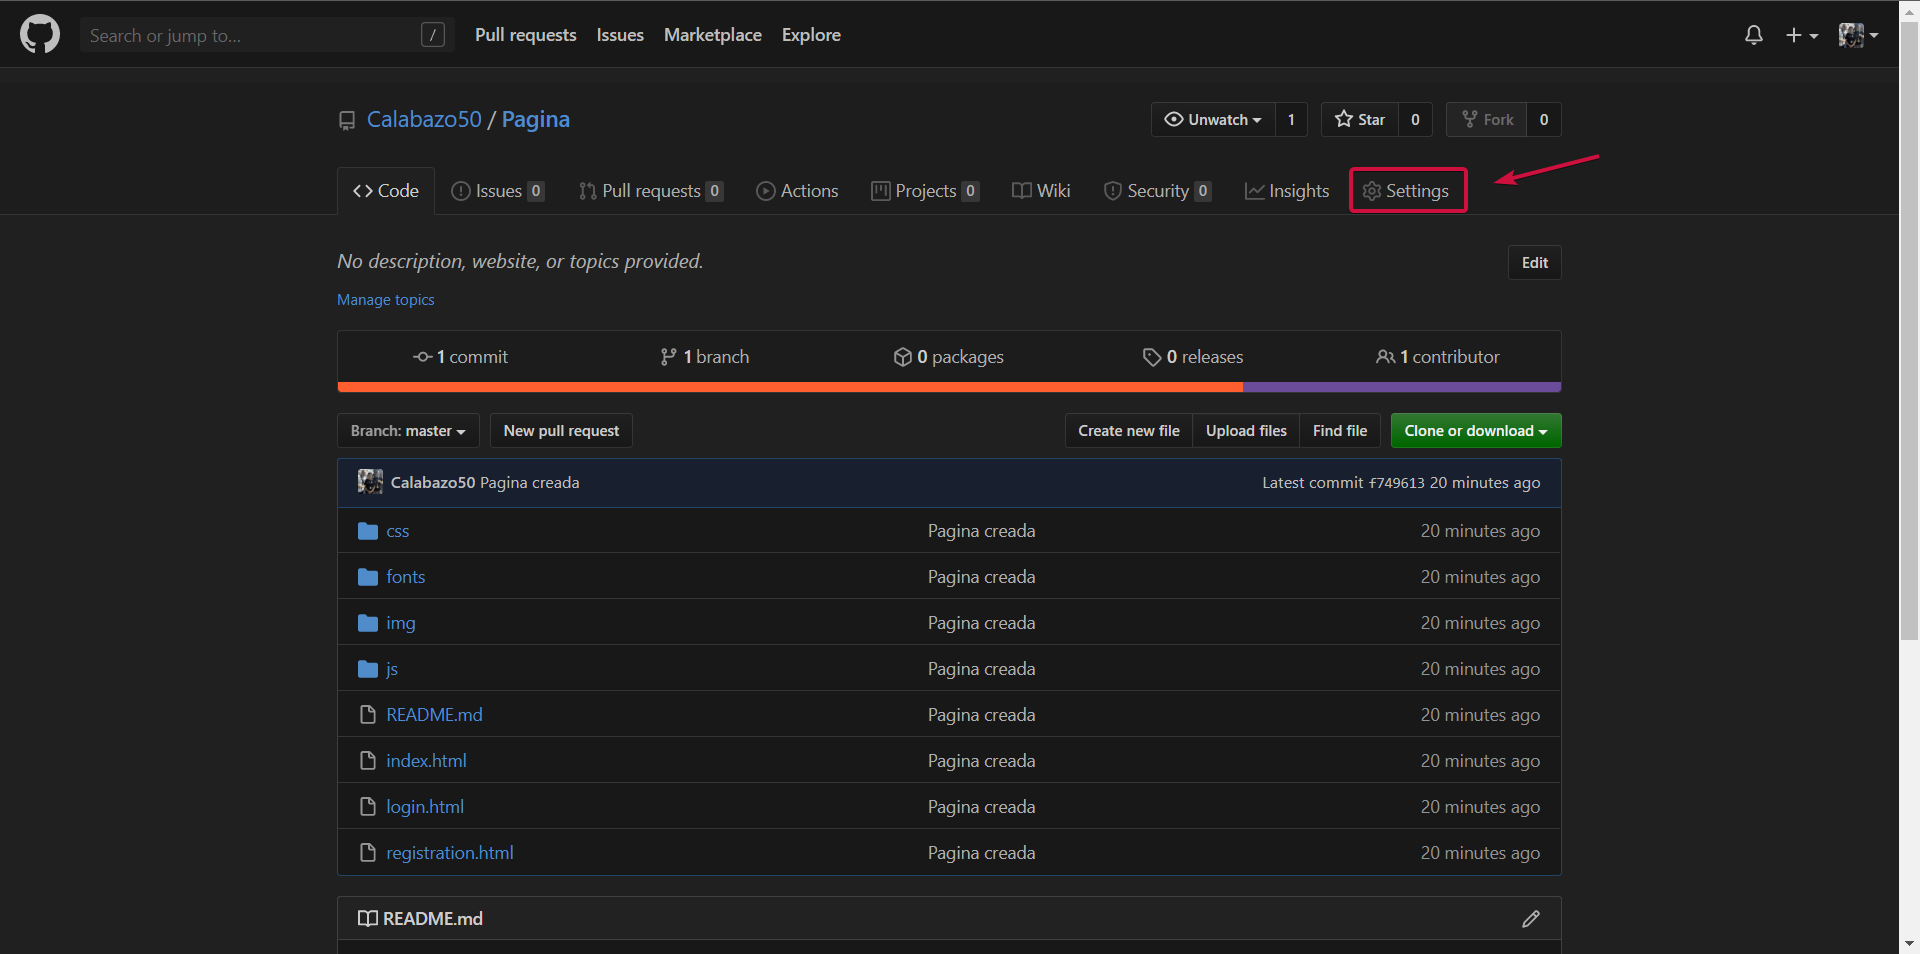 Search or jump to... /
Pull requests Issues Marketplace Explore
Calabazo50 / Pagina
Unwatch 1 Star 0 Fork 0
Code Issues 0 Pull requests 0 Actions Projects 0 Wiki Security 0 Insights Settings
No description, website, or topics provided.
Edit
Manage topics
1 commit 1 branch 0 packages 0 releases 1 contributor
Branch: master New pull request Create new file Upload files Find file Clone or download
Calabazo50 Pagina creada Latest commit f749613 20 minutes ago
css Pagina creada 20 minutes ago
fonts Pagina creada 20 minutes ago
img Pagina creada 20 minutes ago
js Pagina creada 20 minutes ago
README.md Pagina creada 20 minutes ago
index.html Pagina creada 20 minutes ago
login.html Pagina creada 20 minutes ago
registration.html Pagina creada 20 minutes ago
README.md